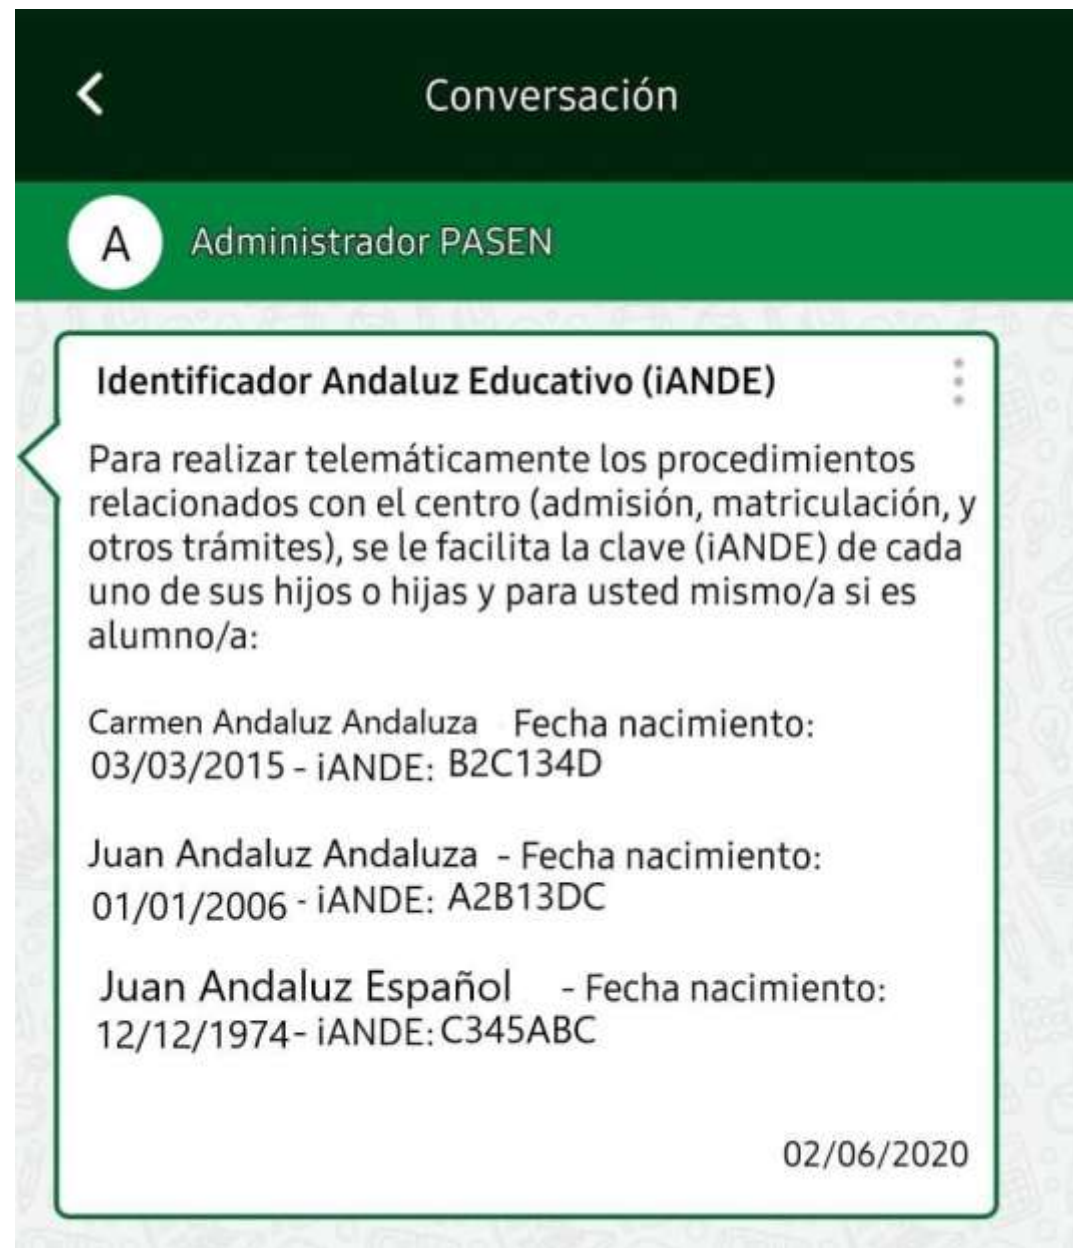 Conversación
A Administrador PASEN
Identificador Andaluz Educativo (iANDE)
Para realizar telemáticamente los procedimientos
relacionados con el centro (admisión, matriculación, y
otros trámites), se le facilita la clave (iANDE) de cada
uno de sus hijos o hijas y para usted mismo/a si es
alumno/a:
Carmen Andaluz Andaluza Fecha nacimiento:
03/03/2015 - iANDE: B2C134D
Juan Andaluz Andaluza - Fecha nacimiento:
01/01/2006 - iANDE: A2B13DC
Juan Andaluz Español - Fecha nacimiento:
12/12/1974- iANDE: C345ABC
02/06/2020